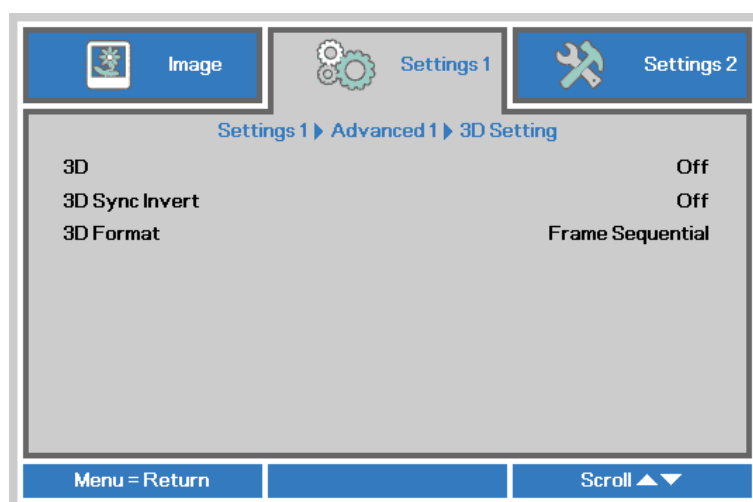 Image Settings 1 Settings 2
Settings 1 ▶ Advanced 1 ▶ 3D Setting
3D Off
3D Sync Invert Off
3D Format Frame Sequential
Menu = Return Scroll ▲▼